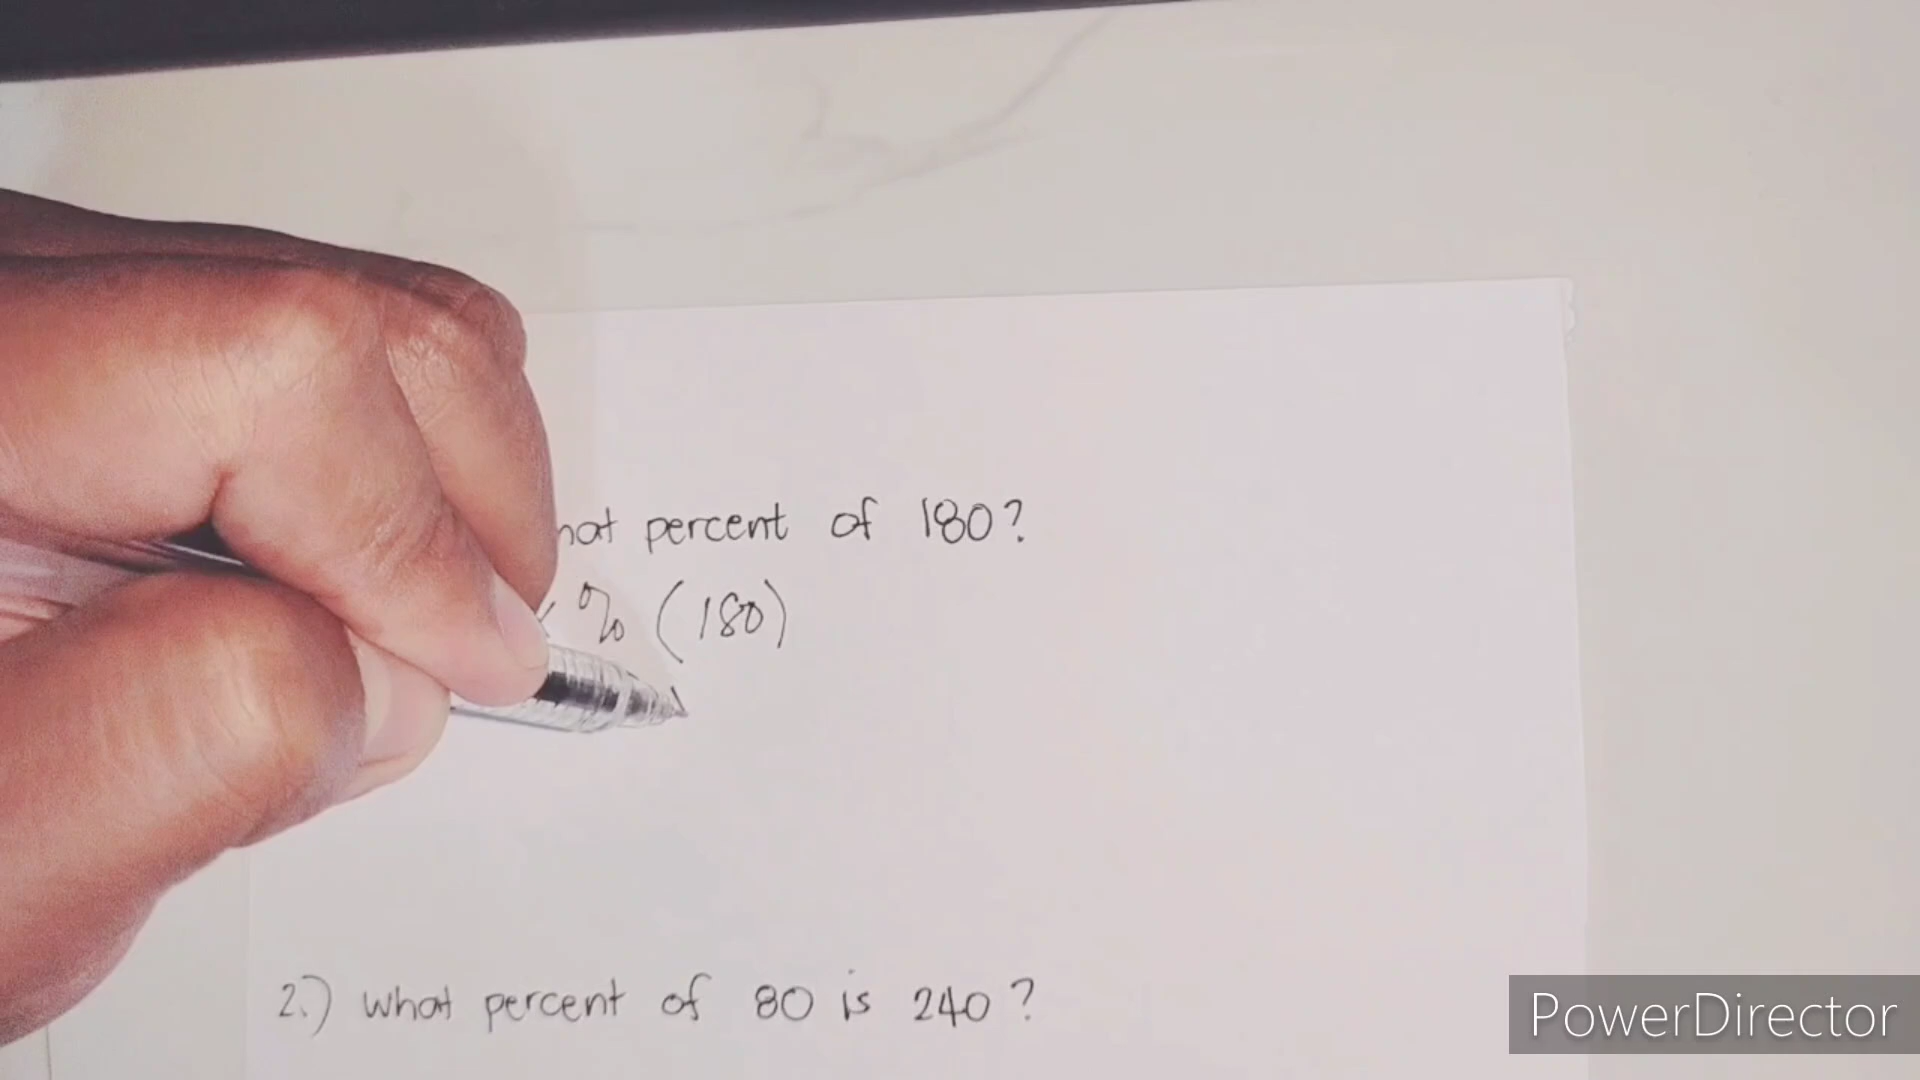 percent of 180?
% (180)
2.) what percent of 80 is 240?
PowerDirector